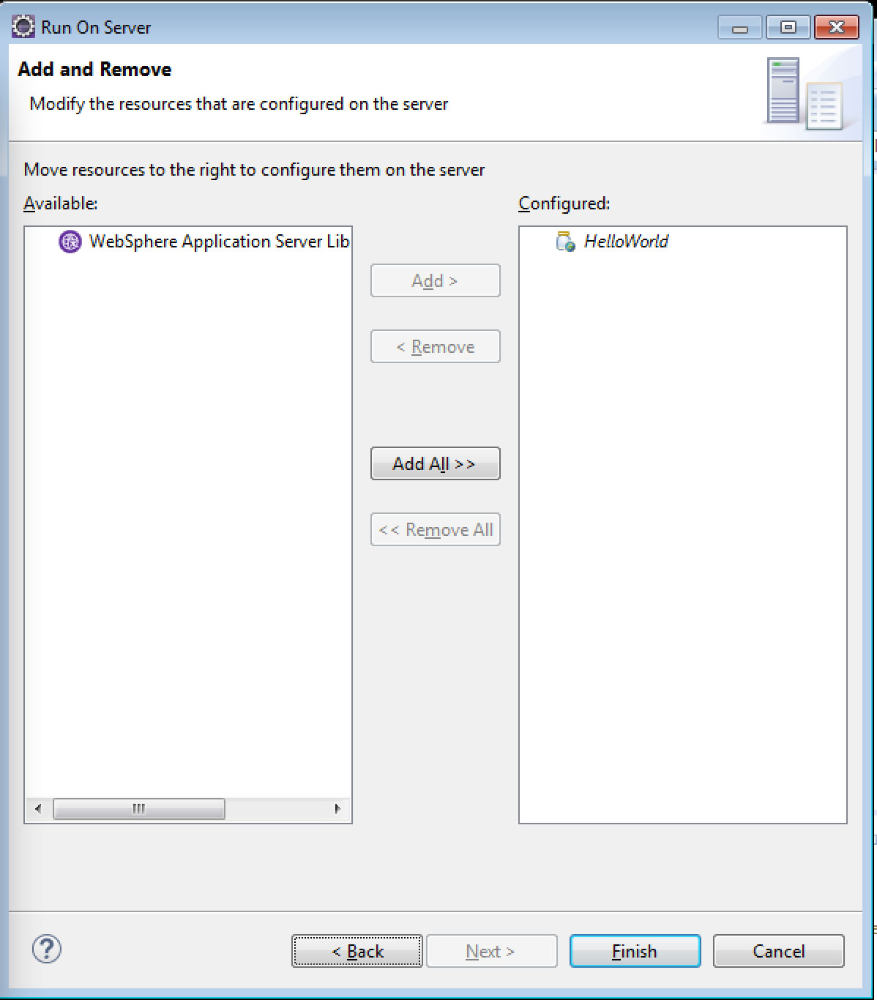 Run On Server
Add and Remove
Modify the resources that are configured on the server
Move resources to the right to configure them on the server
Available:
Configured:
WebSphere Application Server Lib
HelloWorld
Add >
< Remove
Add All >>
<< Remove All
< Back
Next >
Finish
Cancel